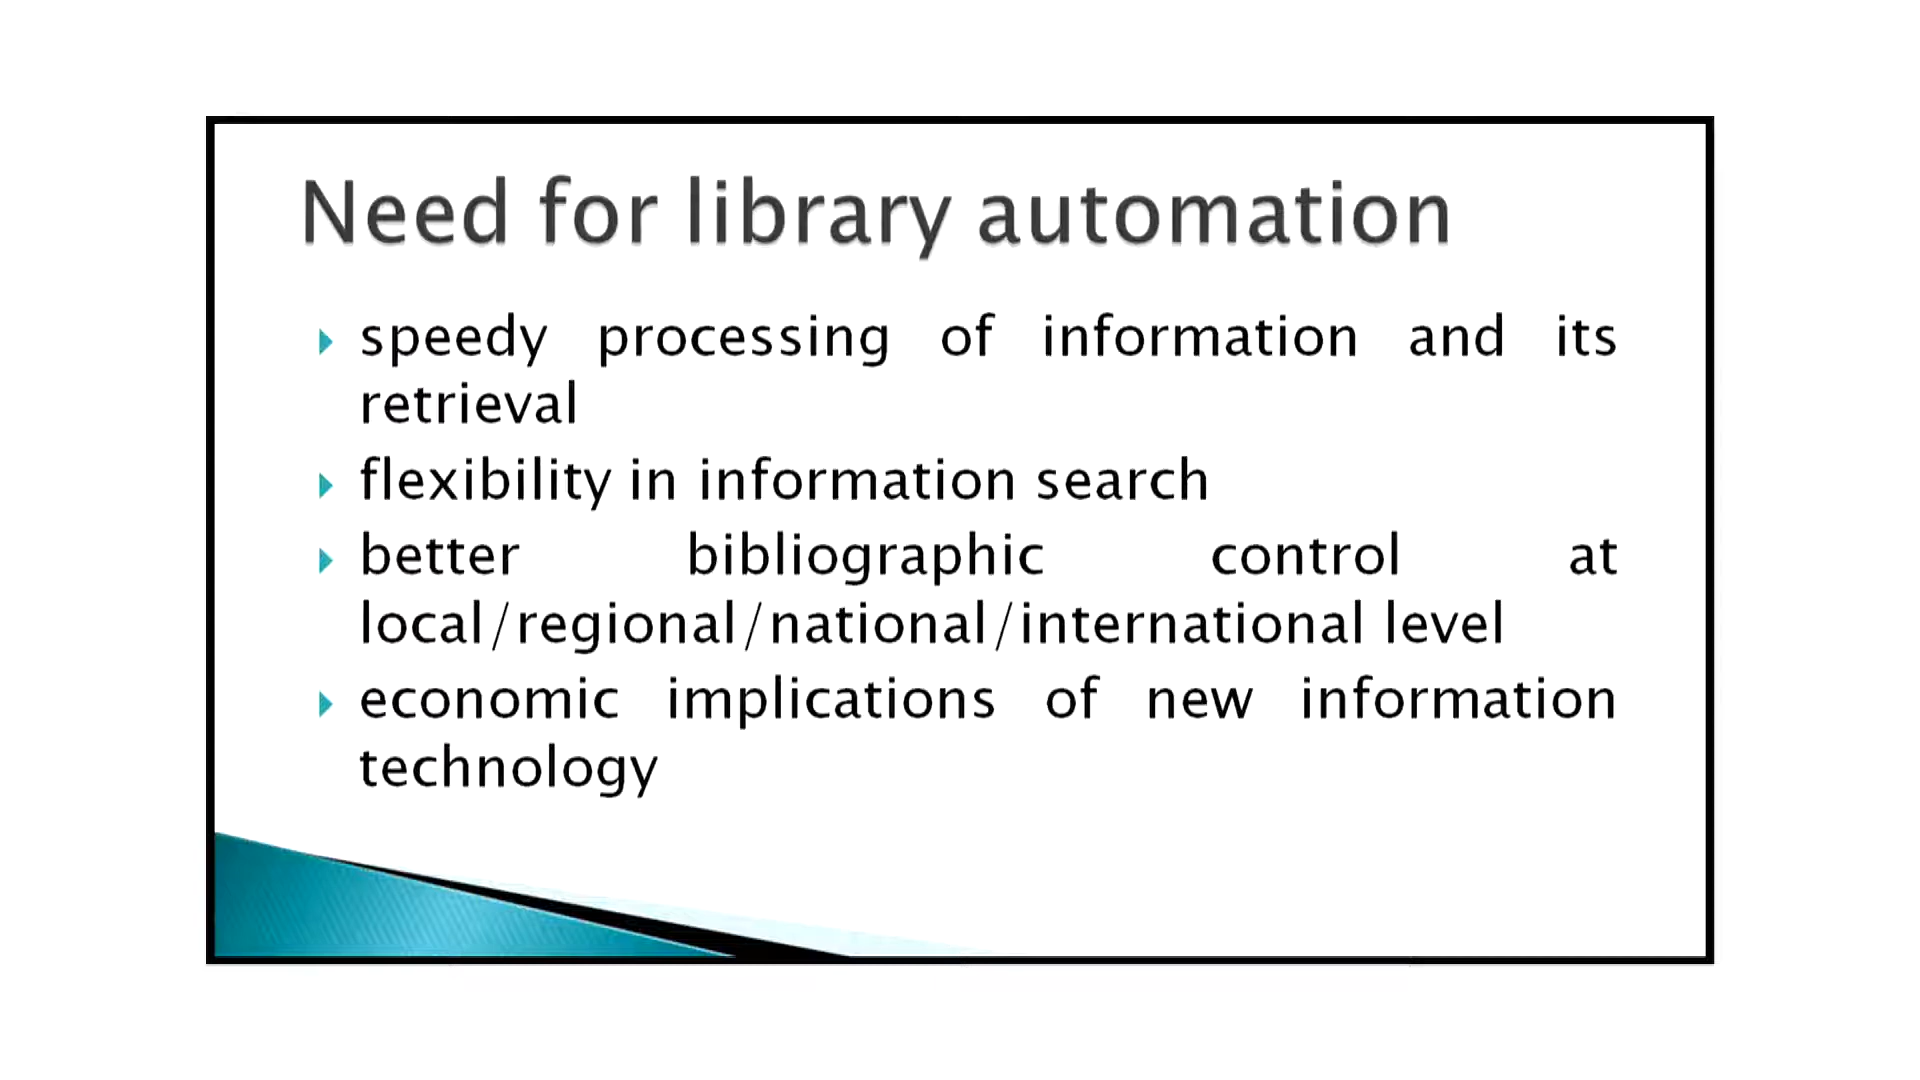 Need for library automation
speedy processing of information and its
retrieval
flexibility in information search
better bibliographic control at
local/regional/national/international level
economic implications of new information
technology